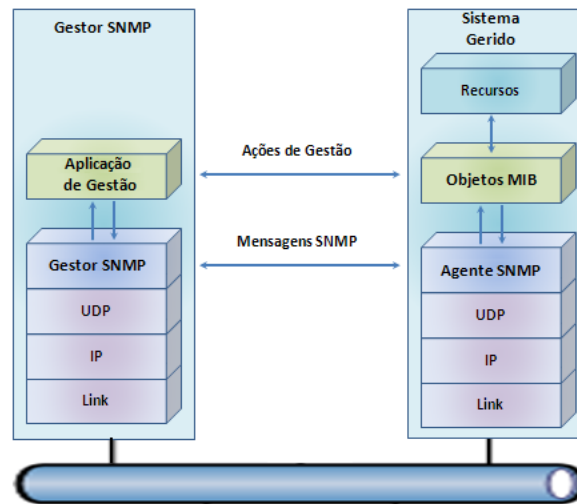 Gestor SNMP
Aplicação
de Gestão
Gestor SNMP
UDP
IP
Link
Ações de Gestão
Mensagens SNMP
Sistema
Gerido
Recursos
Objetos MIB
Agente SNMP
UDP
IP
Link